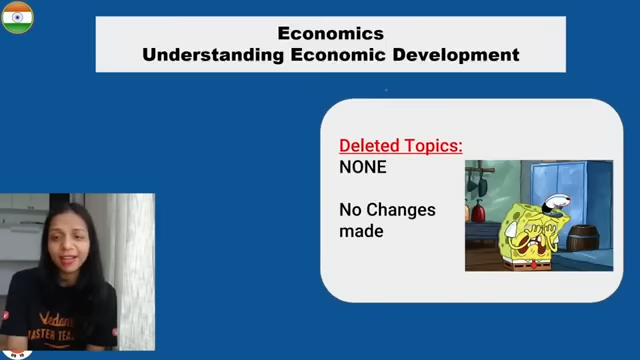 Economics
Understanding Economic Development
Deleted Topics:
NONE
No Changes
made